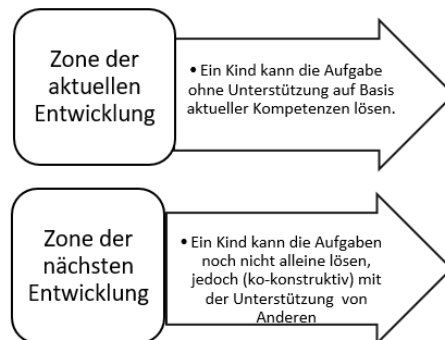 Zone der
aktuellen
Entwicklung
• Ein Kind kann die Aufgabe
ohne Unterstützung auf Basis
aktueller Kompetenzen lösen.
Zone der
nächsten
Entwicklung
• Ein Kind kann die Aufgaben
noch nicht alleine lösen,
jedoch (ko-konstruktiv) mit
der Unterstützung von
Anderen